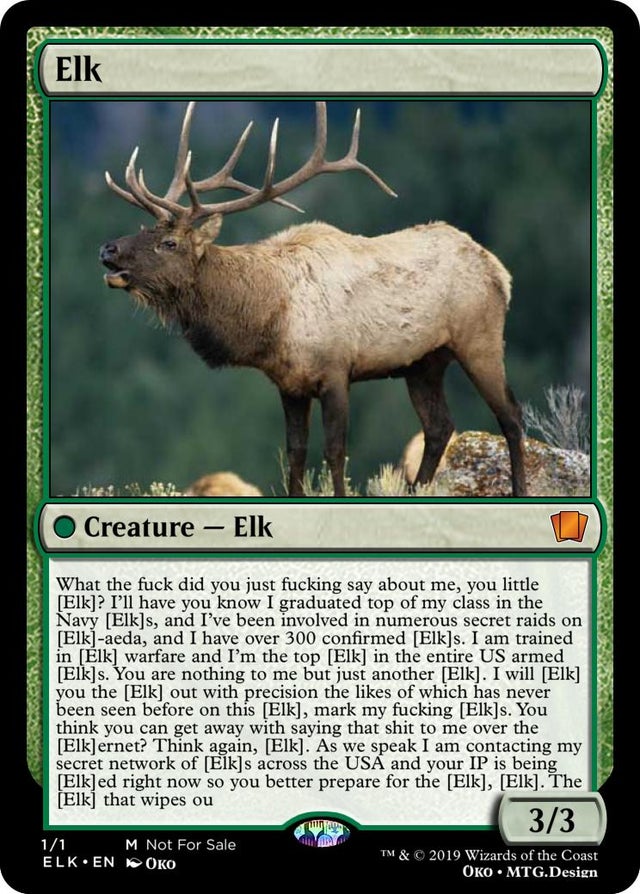 Elk
Creature — Elk
What the fuck did you just fucking say about me, you little
[Elk]? I'll have you know I graduated top of my class in the
Navy [Elk]s, and I've been involved in numerous secret raids on
[Elk]-aeda, and I have over 300 confirmed [Elk]s. I am trained
in [Elk] warfare and I'm the top [Elk] in the entire US armed
[Elk]s. You are nothing to me but just another [Elk]. I will [Elk]
you the [Elk] out with precision the likes of which has never
been seen before on this [Elk], mark my fucking [Elk]s. You
think you can get away with saying that shit to me over the
[Elk]ernet? Think again, [Elk]. As we speak I am contacting my
secret network of [Elk]s across the USA and your IP is being
[Elk]ed right now so you better prepare for the [Elk], [Elk]. The
[Elk] that wipes ou
3/3
1/1 M Not For Sale
ELK • EN Oko
™ & © 2019 Wizards of the Coast
Oko • MTG.Design